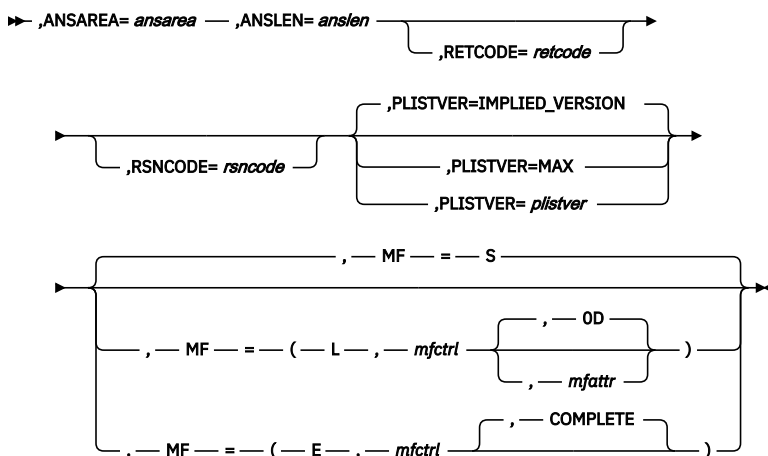 ,ANSAREA= ansarea ,ANSLEN= anslen
,RETCODE= retcode
,PLISTVER=IMPLIED_VERSION
,RSNCODE= rsncode
,PLISTVER=MAX
,PLISTVER= plistver
, MF = S
, 0D
, MF = ( L , mfctrl )
, mfattr
, COMPLETE
, MF = ( E , mfctrl )